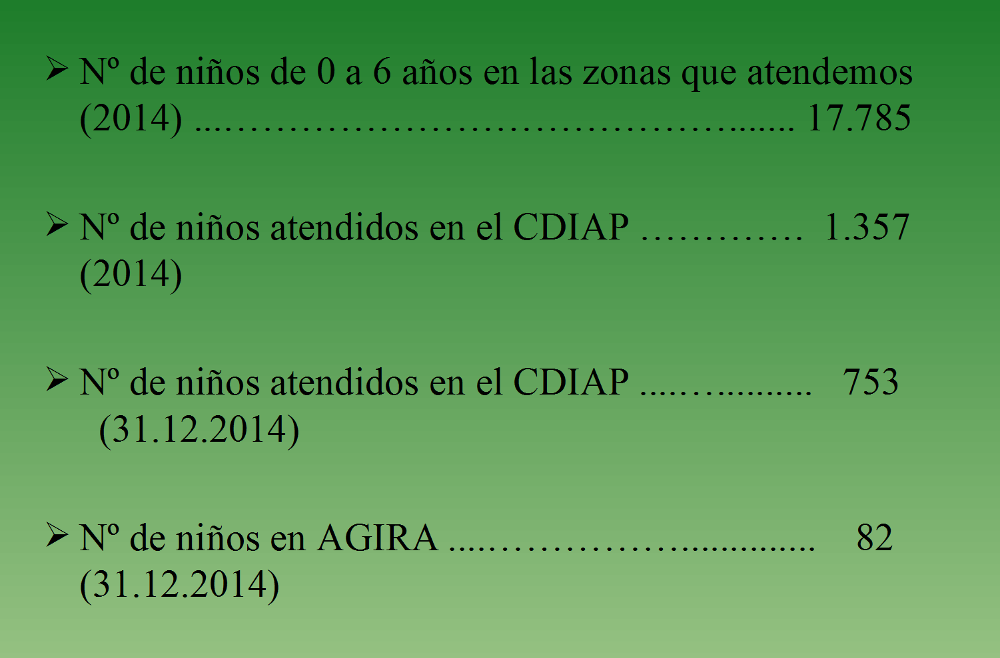 ➢ Nº de niños de 0 a 6 años en las zonas que atendemos
(2014) ...……………………………………....... 17.785
➢ Nº de niños atendidos en el CDIAP …………. 1.357
(2014)
➢ Nº de niños atendidos en el CDIAP ....….......... 753
(31.12.2014)
➢ Nº de niños en AGIRA ....……………............. 82
(31.12.2014)